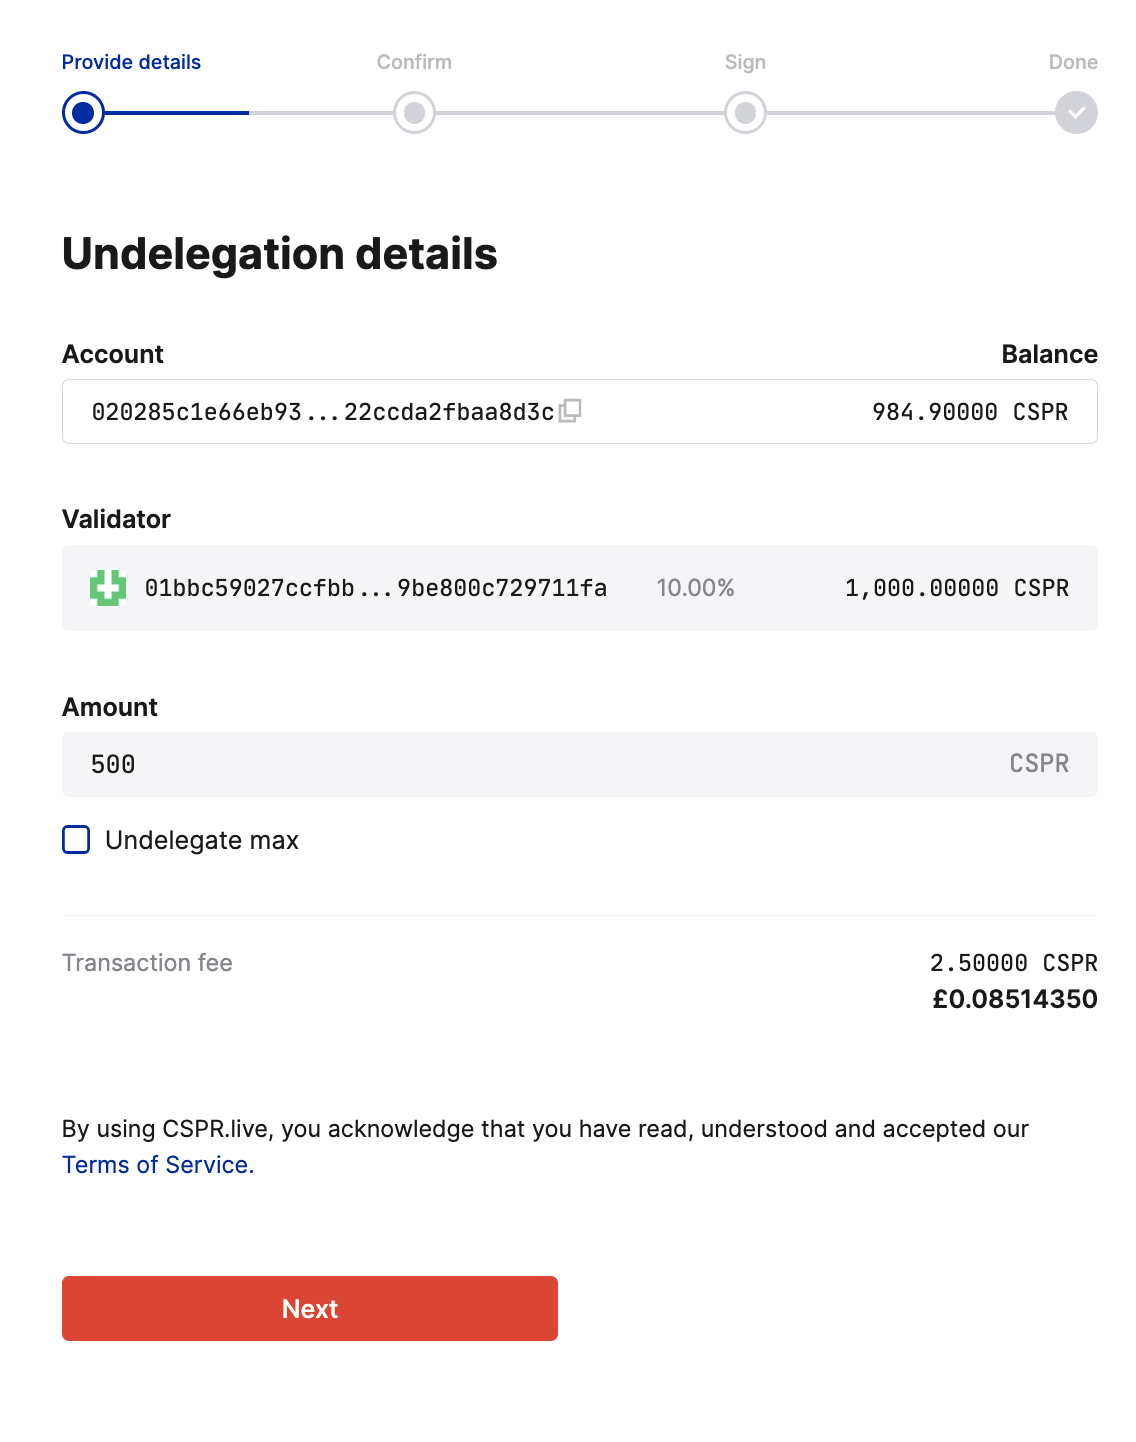 Provide details Confirm Sign Done
Undelegation details
Account Balance
020285c1e66eb93...22ccda2fbaa8d3c 984.90000 CSPR
Validator
01bbc59027ccfbb...9be800c729711fa 10.00% 1,000.00000 CSPR
Amount
500 CSPR
Undelegate max
Transaction fee 2.50000 CSPR
£0.08514350
By using CSPR.live, you acknowledge that you have read, understood and accepted our
Terms of Service.
Next